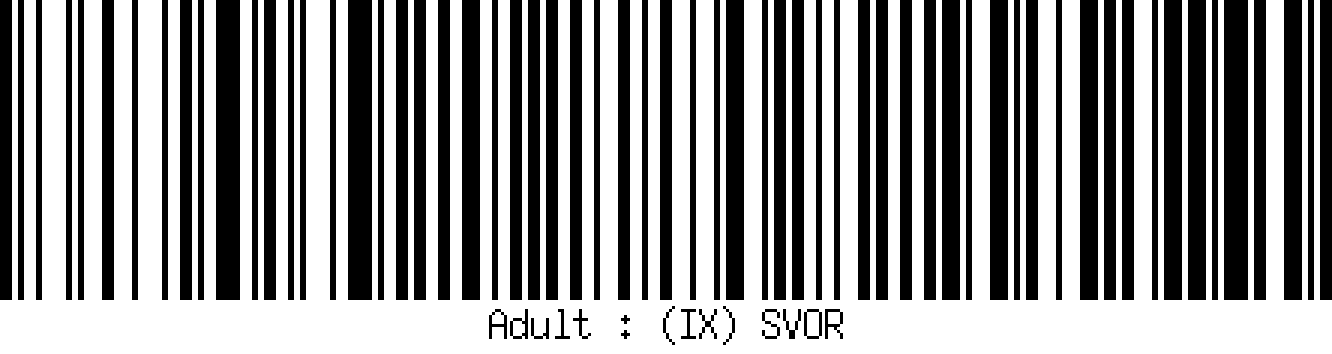 Adult : (IX) SVOR